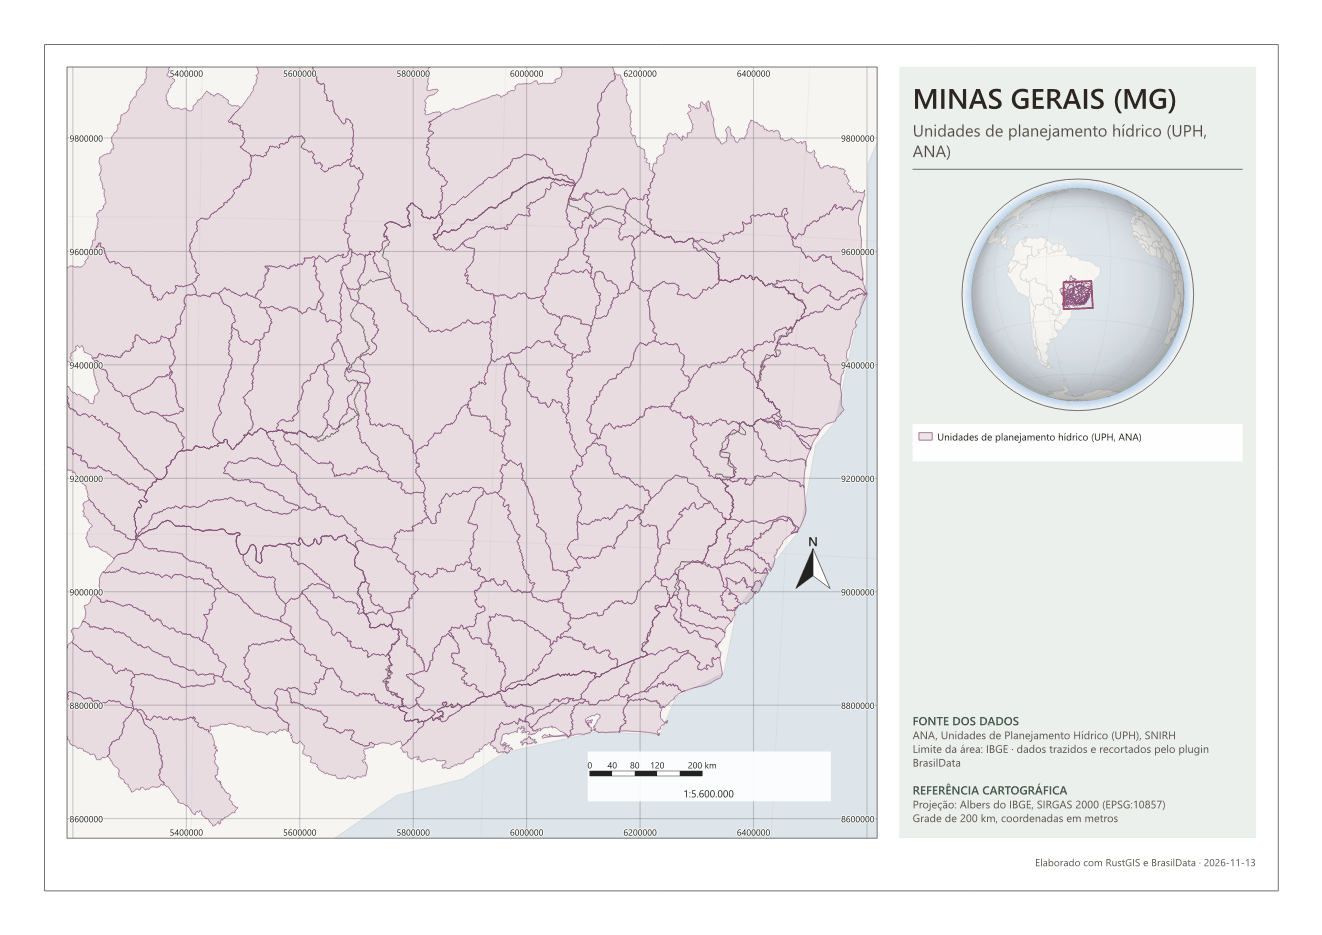 5400000 5600000 5800000 6000000 6200000 6400000
9800000 9800000
9600000 9600000
9400000 9400000
9200000 9200000
N
9000000 9000000
8800000 8800000
0 40 80 120 200 km
1:5.600.000
8600000 8600000
5400000 5600000 5800000 6000000 6200000 6400000
MINAS GERAIS (MG)
Unidades de planejamento hídrico (UPH,
ANA)
Unidades de planejamento hídrico (UPH, ANA)
FONTE DOS DADOS
ANA, Unidades de Planejamento Hídrico (UPH), SNIRH
Limite da área: IBGE · dados trazidos e recortados pelo plugin
BrasilData
REFERÊNCIA CARTOGRÁFICA
Projeção: Albers do IBGE, SIRGAS 2000 (EPSG:10857)
Grade de 200 km, coordenadas em metros
Elaborado com RustGIS e BrasilData · 2026-11-13